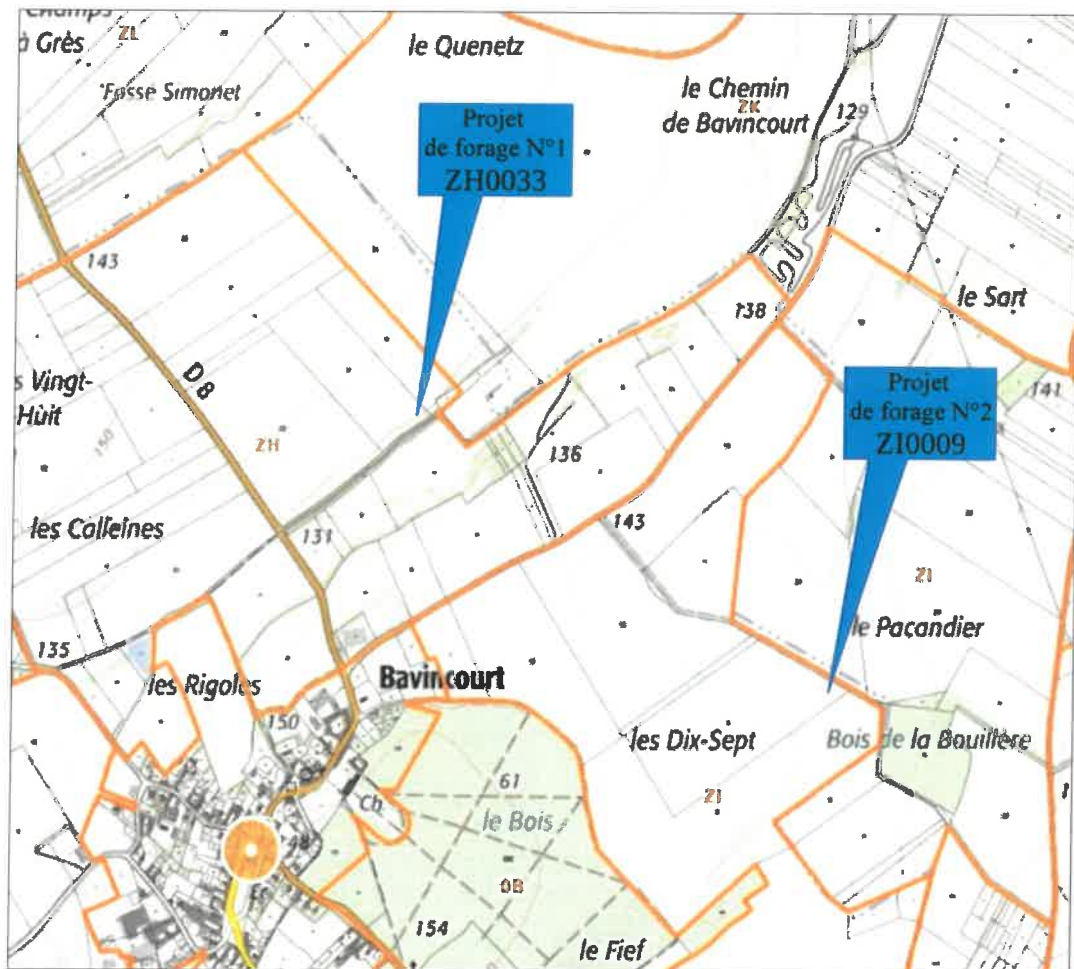 Champs
à Grès
ZL
le Quenetz
Fosse Simonet
le Chemin
ZK
de Bavincourt
129
Projet
de forage N°1
ZH0033
143
138
le Sart
D8
Vingt-
Huit
150
ZH
Projet
de forage N°2
ZI0009
141
136
les Calleines
131
143
ZI
le Pacandier
135
les Rigoles
Bavincourt
150
les Dix-Sept
Bois de la Bouillère
61
Ch.
le Bois
ZI
0B
154
le Fief